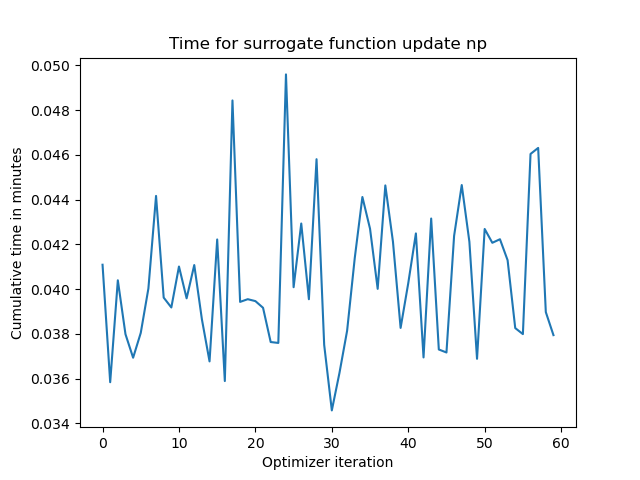 Time for surrogate function update np
0.050
0.048
0.046
0.044
0.042
0.040
0.038
0.036
0.034
Cumulative time in minutes
0 10 20 30 40 50 60
Optimizer iteration